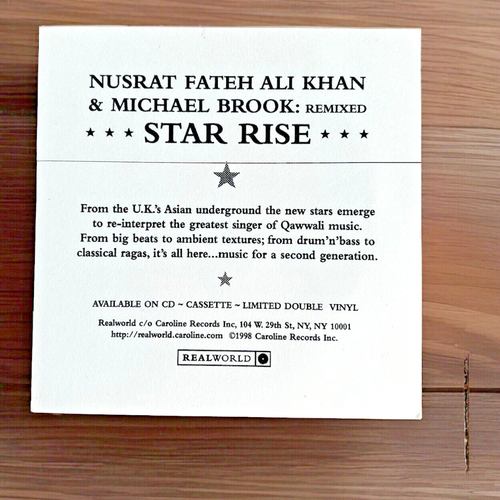 NUSRAT FATEH ALI KHAN
& MICHAEL BROOK: REMIXED
★ ★ ★ STAR RISE ★ ★ ★
From the U.K.'s Asian underground the new stars emerge
to re-interpret the greatest singer of Qawwali music.
From big beats to ambient textures; from drum'n'bass to
classical ragas, it's all here...music for a second generation.
AVAILABLE ON CD ~ CASSETTE ~ LIMITED DOUBLE VINYL
Realworld c/o Caroline Records Inc, 104 W. 29th St, NY, NY 10001
http://realworld.caroline.com ©1998 Caroline Records Inc.
REALWORLD